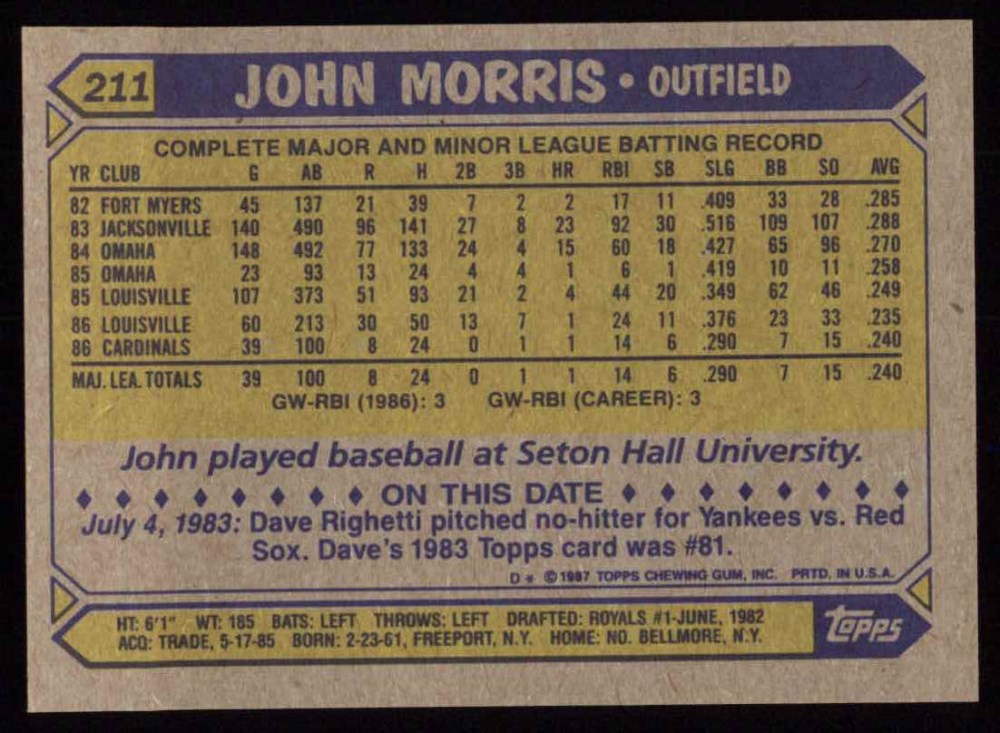 211 JOHN MORRIS • OUTFIELD
COMPLETE MAJOR AND MINOR LEAGUE BATTING RECORD
YR CLUB G AB R H 2B 3B HR RBI SB SLG BB SO AVG
82 FORT MYERS 45 137 21 39 7 2 2 17 11 .409 33 28 .285
83 JACKSONVILLE 140 490 96 141 27 8 23 92 30 .516 109 107 .288
84 OMAHA 148 492 77 133 24 4 15 60 18 .427 65 96 .270
85 OMAHA 23 93 13 24 4 4 1 6 1 .419 10 11 .258
85 LOUISVILLE 107 373 51 93 21 2 4 44 20 .349 62 46 .249
86 LOUISVILLE 60 213 30 50 13 7 1 24 11 .376 23 33 .235
86 CARDINALS 39 100 8 24 0 1 1 14 6 .290 7 15 .240
MAJ. LEA. TOTALS 39 100 8 24 0 1 1 14 6 .290 7 15 .240
GW-RBI (1986): 3 GW-RBI (CAREER): 3
John played baseball at Seton Hall University.
♦ ♦ ♦ ♦ ♦ ♦ ♦ ♦ ON THIS DATE ♦ ♦ ♦ ♦ ♦ ♦ ♦ ♦
July 4, 1983: Dave Righetti pitched no-hitter for Yankees vs. Red
Sox. Dave's 1983 Topps card was #81.
D* © 1987 TOPPS CHEWING GUM, INC. PRTD. IN U.S.A.
HT: 6'1" WT: 185 BATS: LEFT THROWS: LEFT DRAFTED: ROYALS #1-JUNE, 1982
ACQ: TRADE, 5-17-85 BORN: 2-23-61, FREEPORT, N.Y. HOME: NO. BELLMORE, N.Y.
Topps